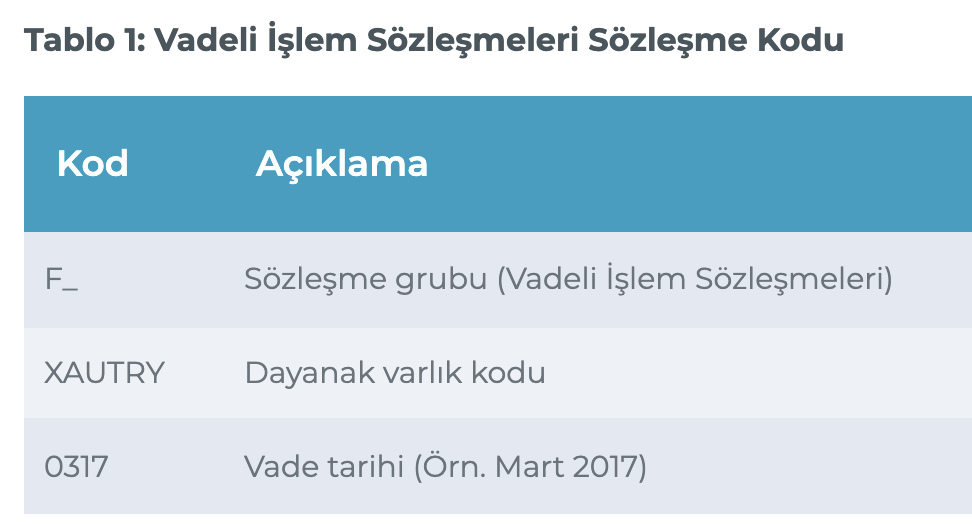 Tablo 1: Vadeli İşlem Sözleşmeleri Sözleşme Kodu
Kod Açıklama
F_ Sözleşme grubu (Vadeli İşlem Sözleşmeleri)
XAUTRY Dayanak varlık kodu
0317 Vade tarihi (Örn. Mart 2017)